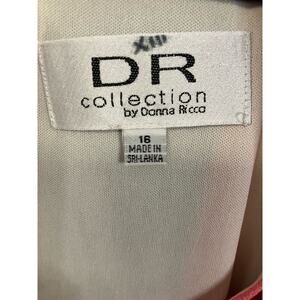 DR
collection
by Donna Ricco
16
MADE IN
SRI-LANKA